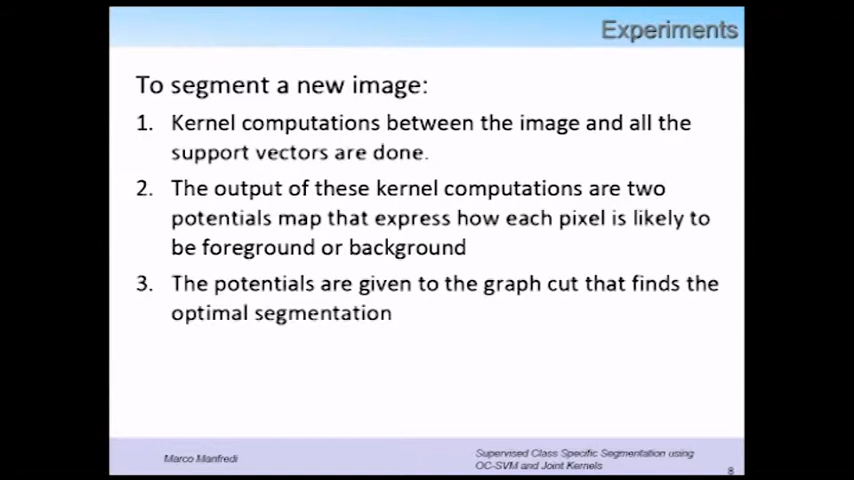 Experiments
To segment a new image:
1. Kernel computations between the image and all the
support vectors are done.
2. The output of these kernel computations are two
potentials map that express how each pixel is likely to
be foreground or background
3. The potentials are given to the graph cut that finds the
optimal segmentation
Marco Manfredi
Supervised Class Specific Segmentation using
OC-SVM and Joint Kernels
8